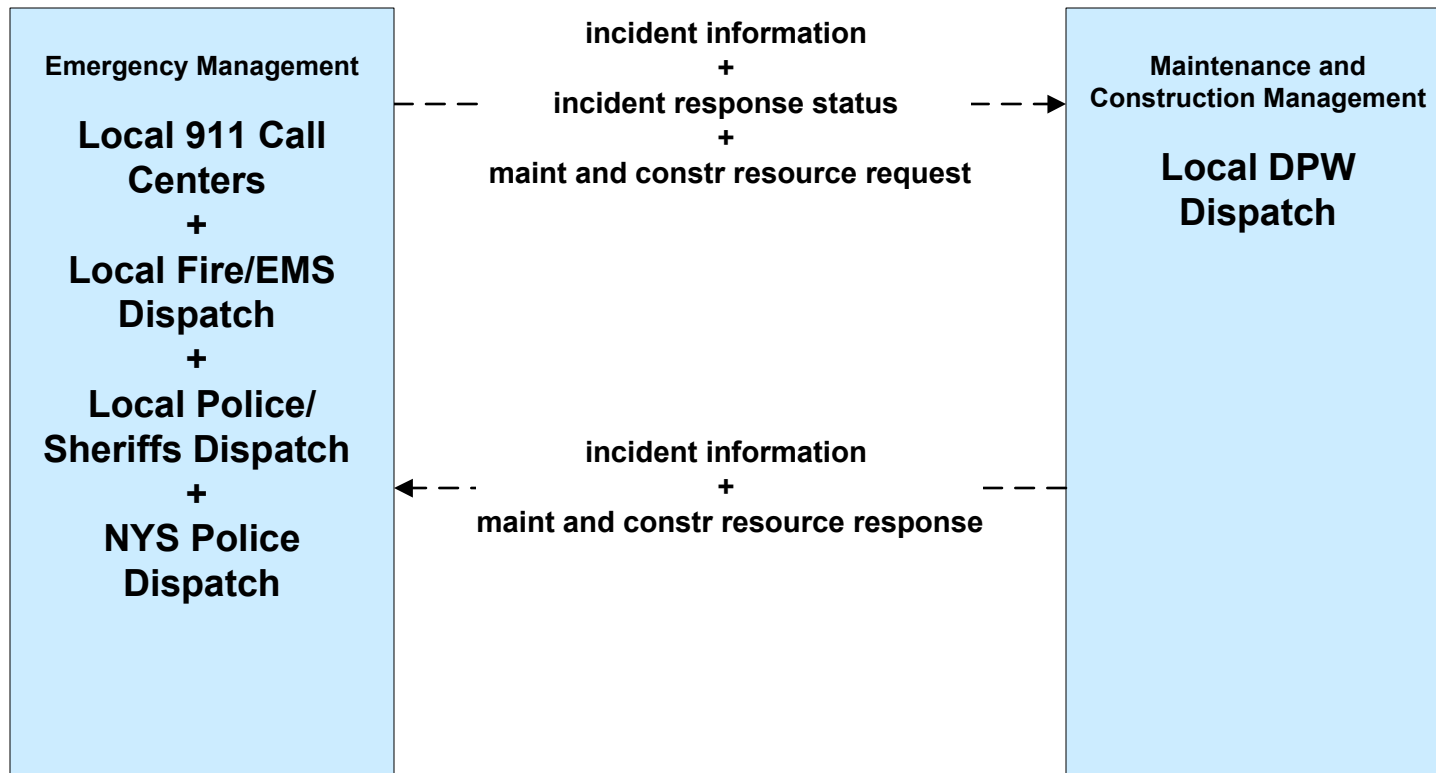 Emergency Management
Local 911 Call
Centers
+
Local Fire/EMS
Dispatch
+
Local Police/
Sheriffs Dispatch
+
NYS Police
Dispatch
incident information
+
incident response status
+
maint and constr resource request
incident information
+
maint and constr resource response
Maintenance and
Construction Management
Local DPW
Dispatch